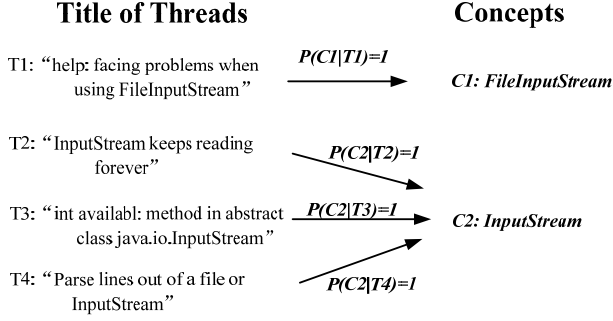 Title of Threads
Concepts
T1: “help: facing problems when
using FileInputStream”
P(C1|T1)=1
C1: FileInputStream
T2: “InputStream keeps reading
forever”
P(C2|T2)=1
T3: “int availabl: method in abstract
class java.io.InputStream”
P(C2|T3)=1
C2: InputStream
T4: “Parse lines out of a file or
InputStream”
P(C2|T4)=1